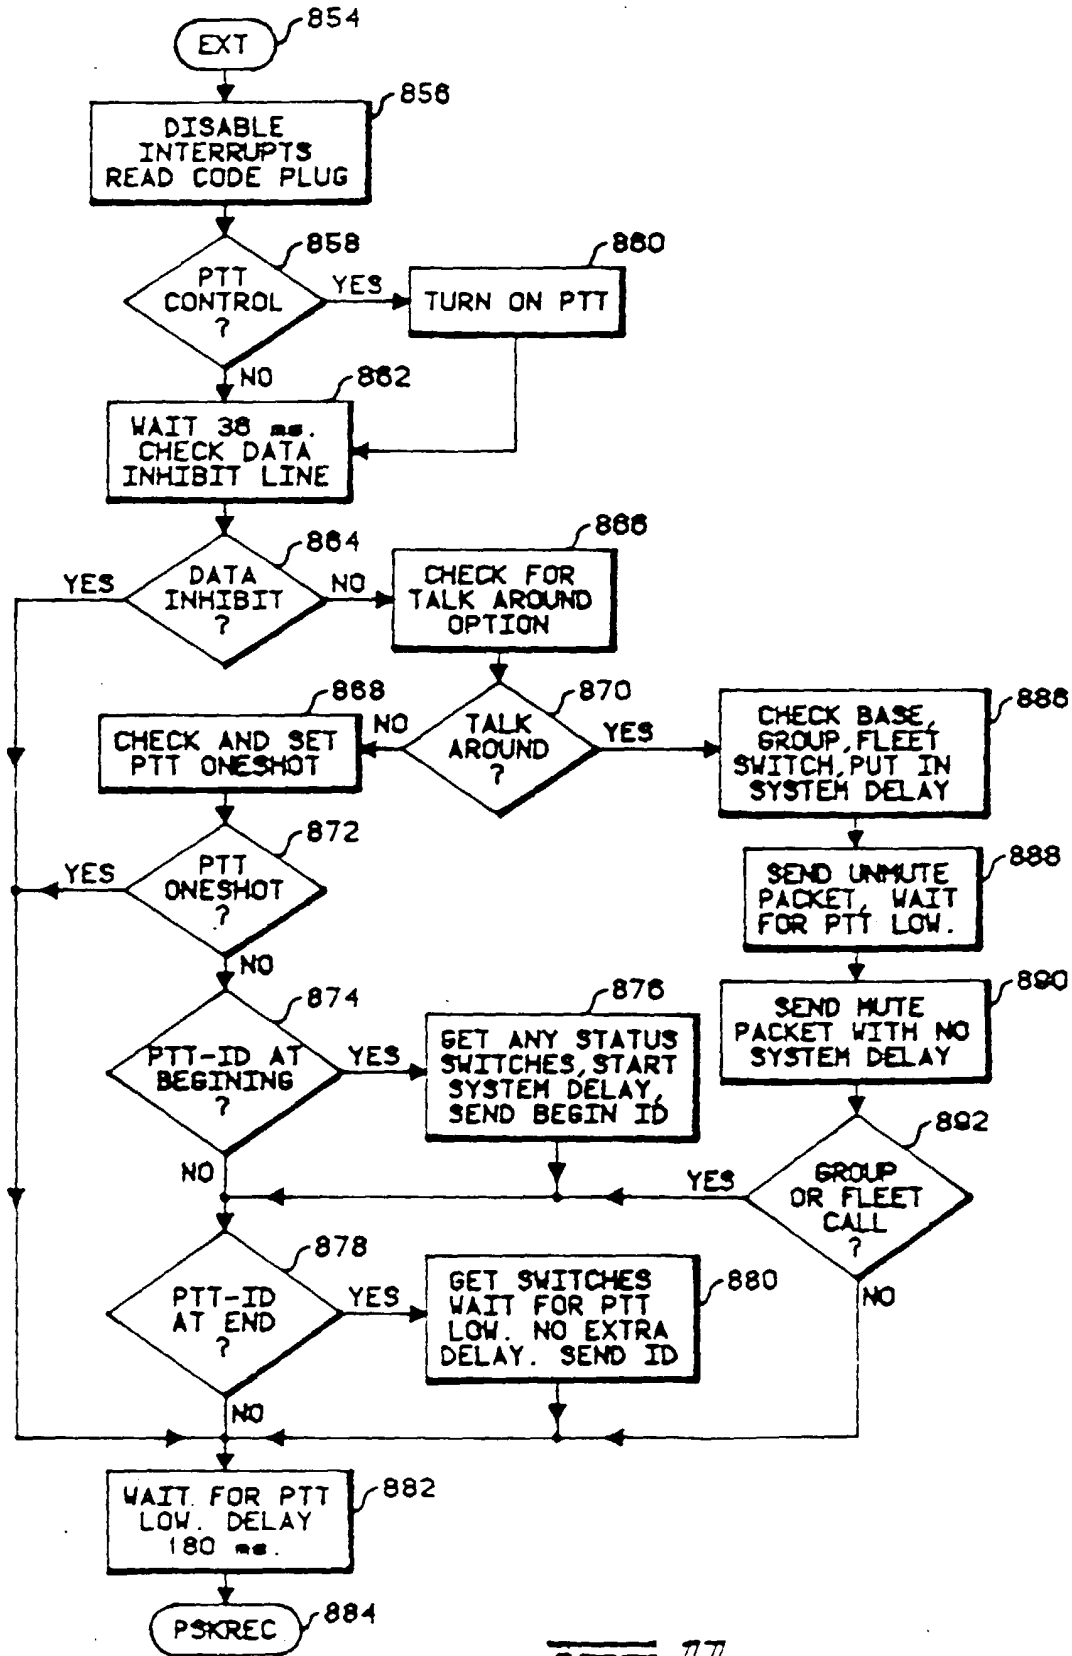 EXT
854
856
DISABLE
INTERRUPTS
READ CODE PLUG
858
PTT
CONTROL
?
YES
860
TURN ON PTT
NO
862
WAIT 36 ms.
CHECK DATA
INHIBIT LINE
864
DATA
INHIBIT
?
YES
NO
866
CHECK FOR
TALK AROUND
OPTION
868
CHECK AND SET
PTT ONESHOT
NO
870
TALK
AROUND
?
YES
886
CHECK BASE,
GROUP, FLEET
SWITCH, PUT IN
SYSTEM DELAY
872
PTT
ONESHOT
?
YES
NO
888
SEND UNMUTE
PACKET, WAIT
FOR PTT LOW.
874
PTT-ID AT
BEGINING
?
YES
NO
876
GET ANY STATUS
SWITCHES, START
SYSTEM DELAY,
SEND BEGIN ID
890
SEND MUTE
PACKET WITH NO
SYSTEM DELAY
892
GROUP
OR FLEET
CALL
?
YES
NO
878
PTT-ID
AT END
?
YES
NO
880
GET SWITCHES
WAIT FOR PTT
LOW. NO EXTRA
DELAY. SEND ID
882
WAIT FOR PTT
LOW. DELAY
180 ms.
PSKREC
884